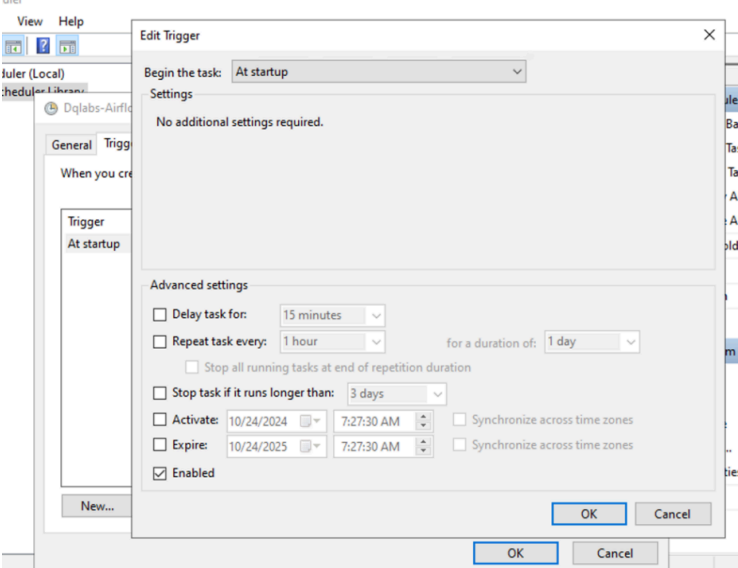 View Help
Edit Trigger
duler (Local)
Begin the task: At startup
cheduler Library
Settings
Dqlabs-Airflo
No additional settings required.
General Trigg
When you cre
Trigger
At startup
Advanced settings
Delay task for: 15 minutes
Repeat task every: 1 hour for a duration of: 1 day
Stop all running tasks at end of repetition duration
Stop task if it runs longer than: 3 days
Activate: 10/24/2024 7:27:30 AM Synchronize across time zones
Expire: 10/24/2025 7:27:30 AM Synchronize across time zones
Enabled
New...
OK Cancel
OK Cancel